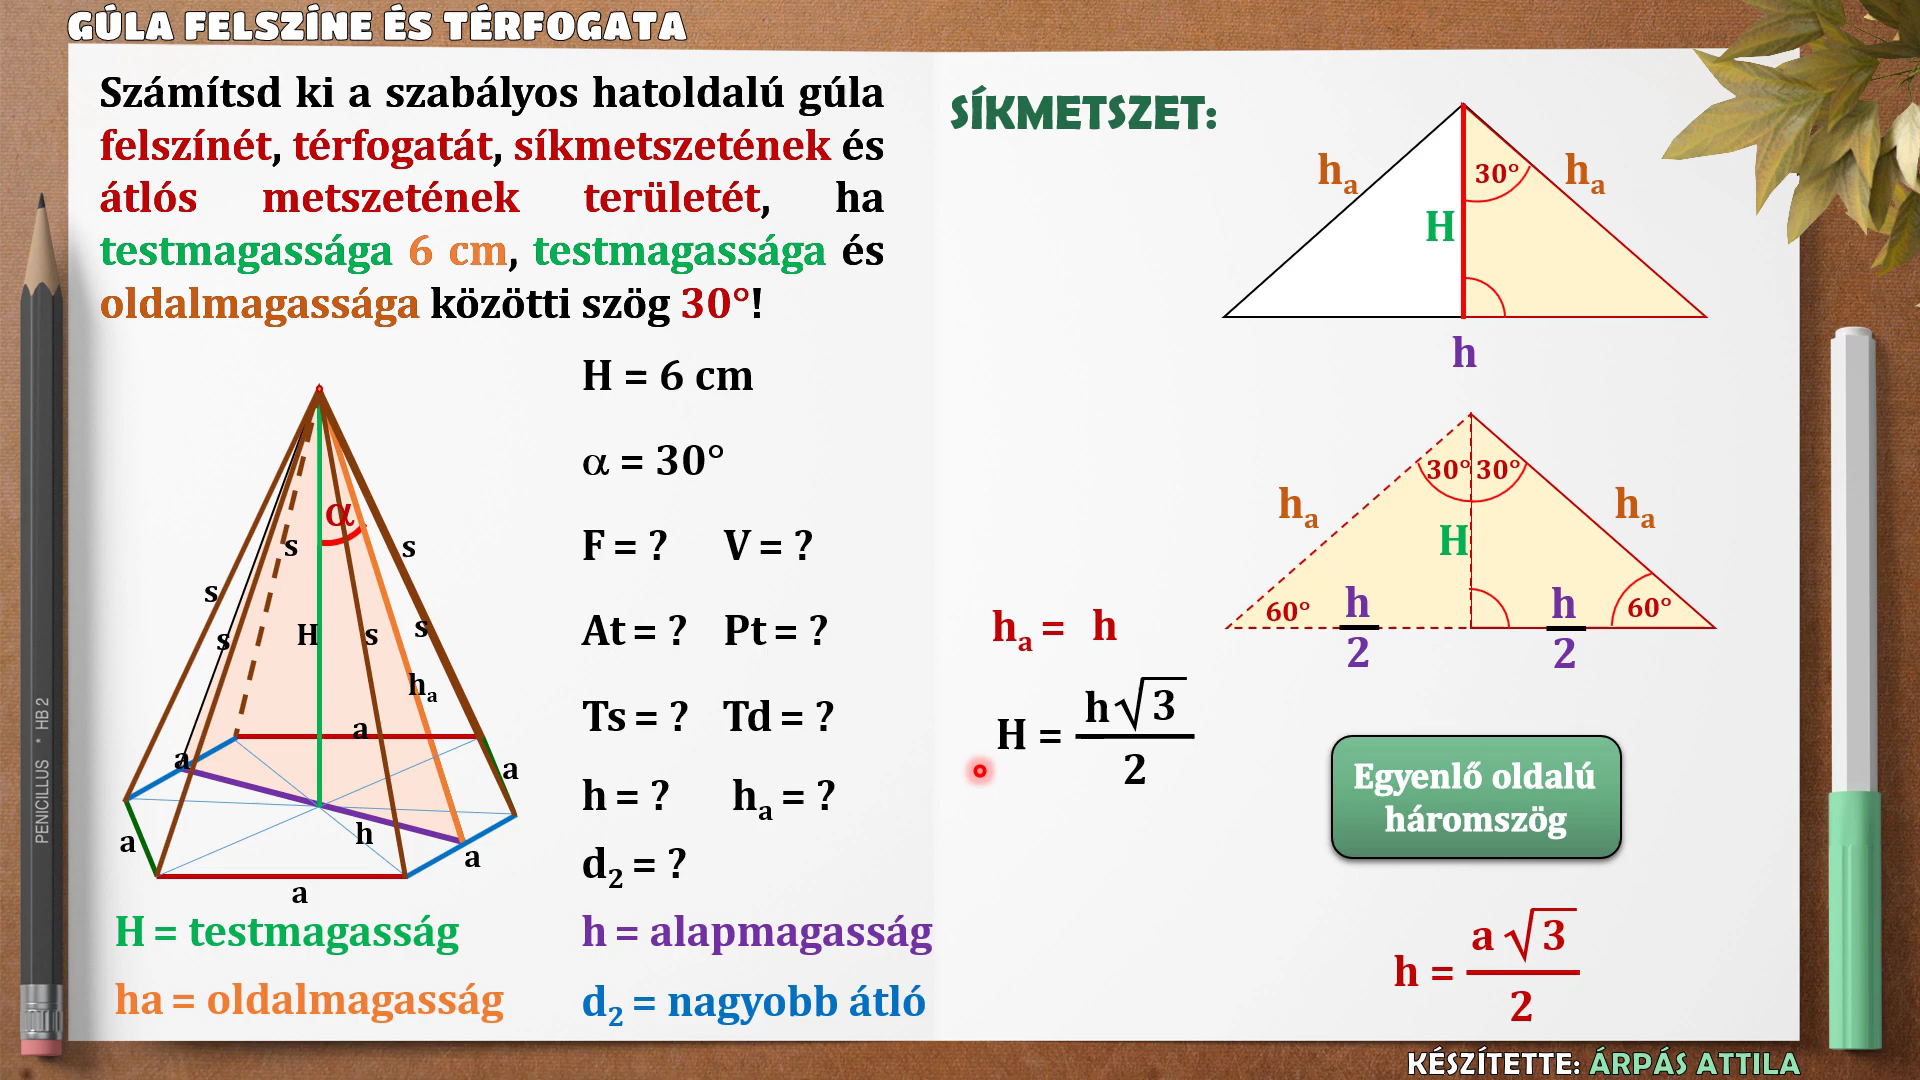 GÚLA FELSZÍNE ÉS TÉRFOGATA
Számítsd ki a szabályos hatoldalú gúla
felszínét, térfogatát, síkmetszetének és
átlós metszetének területét, ha
testmagassága 6 cm, testmagassága és
oldalmagassága közötti szög 30°!
H = 6 cm
α = 30°
F = ? V = ?
At = ? Pt = ?
Ts = ? Td = ?
h = ? hₐ = ?
d₂ = ?
α
s
s
s
s
H
s
s
hₐ
a
a
a
a
h
a
a
H = testmagasság
h = alapmagasság
ha = oldalmagasság
d₂ = nagyobb átló
SÍKMETSZET:
hₐ
30°
hₐ
H
h
30° 30°
hₐ
hₐ
H
60°
h/2
h/2
60°
hₐ = h
H = h√3/2
Egyenlő oldalú
háromszög
h = a√3/2
PENICILLUS * HB 2
KÉSZÍTETTE: ÁRPÁS ATTILA